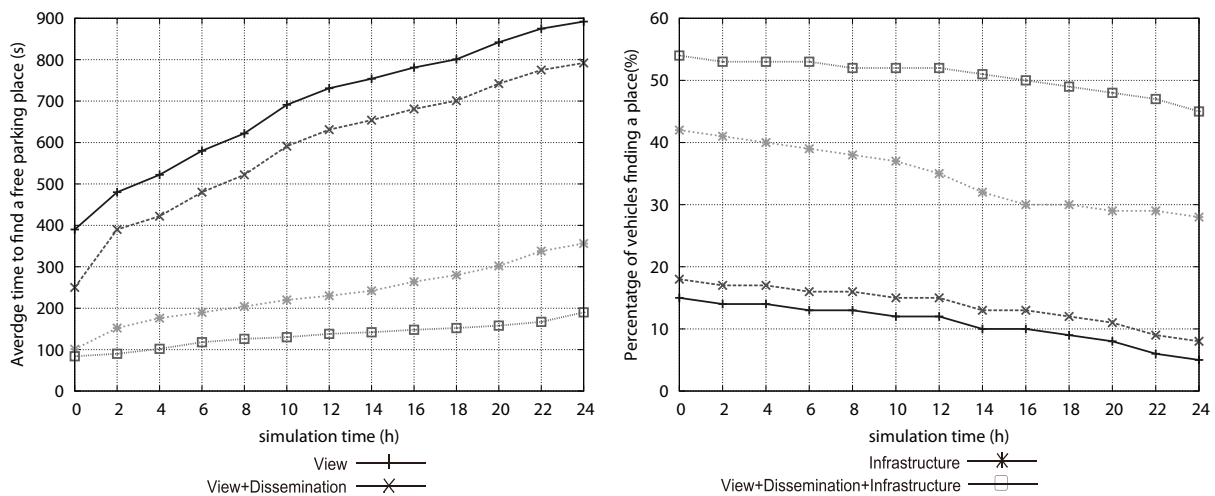 900
800
700
600
500
400
300
200
100
0
Averdge time to find a free parking place (s)
0 2 4 6 8 10 12 14 16 18 20 22 24
simulation time (h)
60
50
40
30
20
10
0
Percentatge of vehicles finding a place(%)
0 2 4 6 8 10 12 14 16 18 20 22 24
simulation time (h)
View
View+Dissemination
Infrastructure
View+Dissemination+Infrastructure